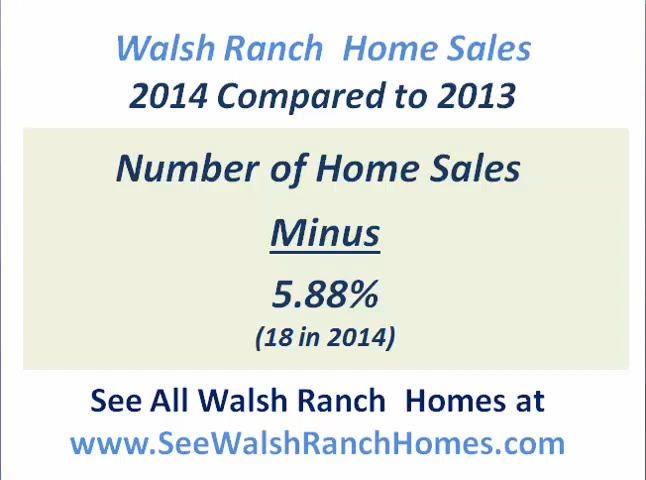 Walsh Ranch Home Sales
2014 Compared to 2013
Number of Home Sales
Minus
5.88%
(18 in 2014)
See All Walsh Ranch Homes at
www.SeeWalshRanchHomes.com